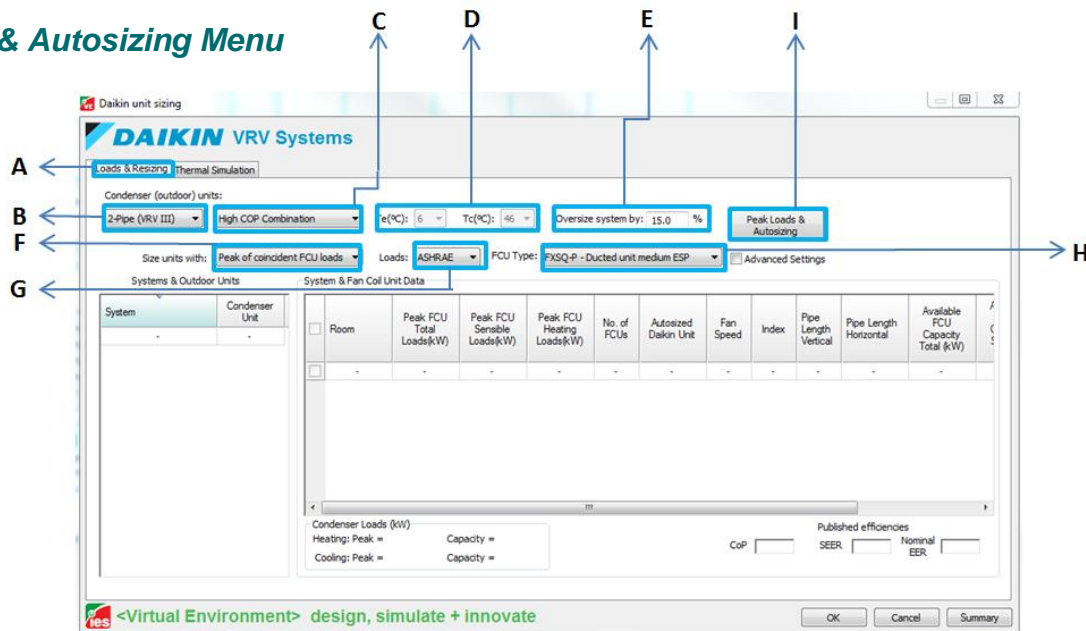 C D E I
& Autosizing Menu
Daikin unit sizing
DAIKIN VRV Systems
A
Loads & Resizing Thermal Simulation
Condenser (outdoor) units:
B
2-Pipe (VRV III) High COP Combination Te(ºC): 6 Tc(ºC): 46 Oversize system by: 15.0 % Peak Loads & Autosizing
F
Size units with: Peak of coincident FCU loads Loads: ASHRAE FCU Type: FXSQ-P - Ducted unit medium ESP Advanced Settings
H
G
Systems & Outdoor Units System & Fan Coil Unit Data
System Condenser Unit Room Peak FCU Total Loads(kW) Peak FCU Sensible Loads(kW) Peak FCU Heating Loads(kW) No. of FCUs Autosized Daikin Unit Fan Speed Index Pipe Length Vertical Pipe Length Horizontal Available FCU Capacity Total (kW)
- - - - - - - - - - - - -
Condenser Loads (kW)
Heating: Peak = Capacity =
Cooling: Peak = Capacity =
Published efficiencies
CoP SEER Nominal EER
ies <Virtual Environment> design, simulate + innovate
OK Cancel Summary